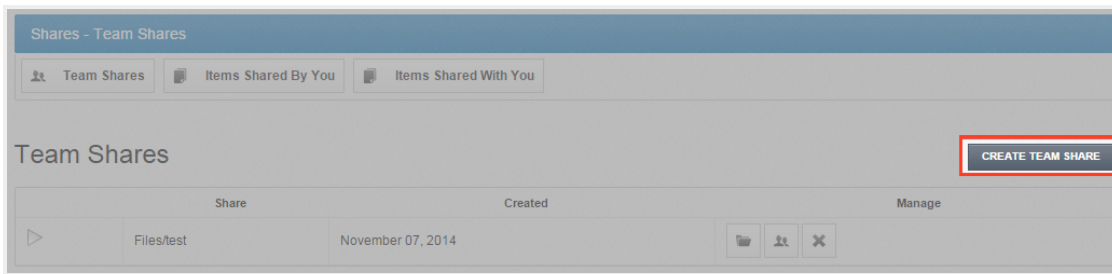 Shares - Team Shares
Team Shares Items Shared By You Items Shared With You
Team Shares
CREATE TEAM SHARE
Share Created Manage
Files/test November 07, 2014